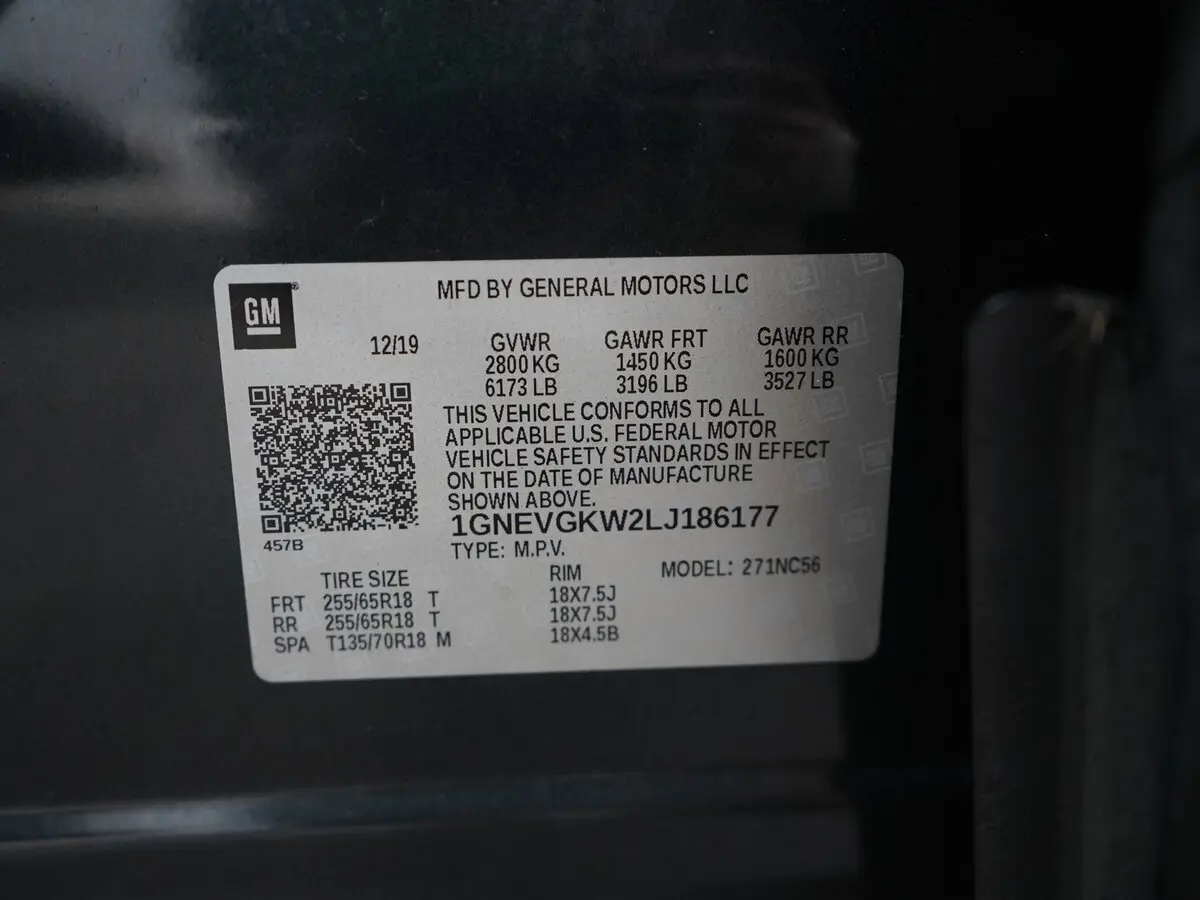 GM®
MFD BY GENERAL MOTORS LLC
12/19
GVWR GAWR FRT GAWR RR
2800 KG 1450 KG 1600 KG
6173 LB 3196 LB 3527 LB
THIS VEHICLE CONFORMS TO ALL
APPLICABLE U.S. FEDERAL MOTOR
VEHICLE SAFETY STANDARDS IN EFFECT
ON THE DATE OF MANUFACTURE
SHOWN ABOVE.
1GNEVGKW2LJ186177
457B
TYPE: M.P.V.
MODEL: 271NC56
TIRE SIZE RIM
FRT 255/65R18 T 18X7.5J
RR 255/65R18 T 18X7.5J
SPA T135/70R18 M 18X4.5B